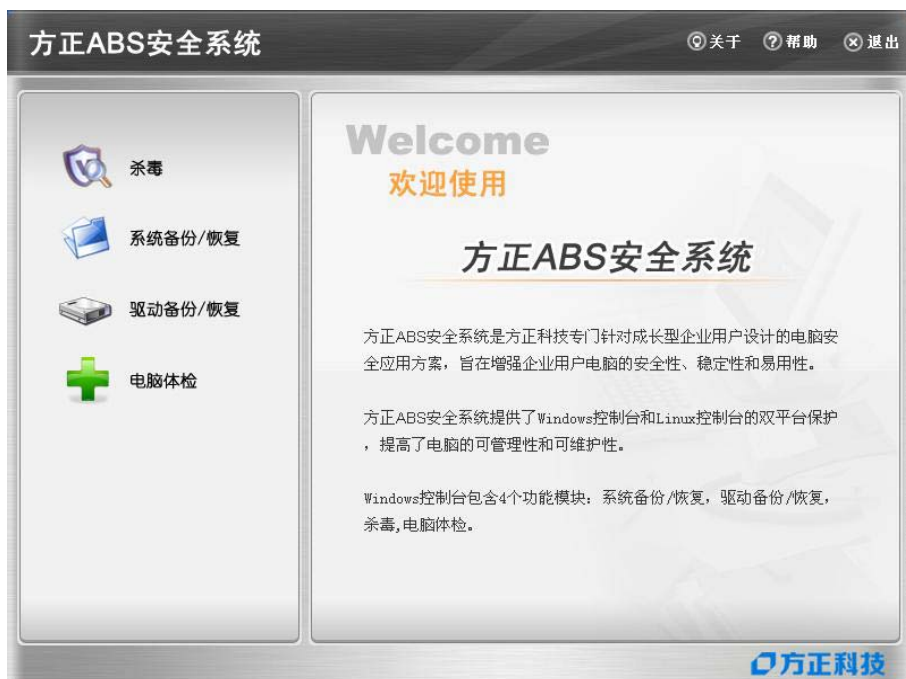 方正ABS安全系统
关于 帮助 退出
杀毒
系统备份/恢复
驱动备份/恢复
电脑体检
Welcome
欢迎使用
方正ABS安全系统
方正ABS安全系统是方正科技专门针对成长型企业用户设计的电脑安
全应用方案，旨在增强企业用户电脑的安全性、稳定性和易用性。
方正ABS安全系统提供了Windows控制台和Linux控制台的双平台保护
，提高了电脑的可管理性和可维护性。
Windows控制台包含4个功能模块：系统备份/恢复，驱动备份/恢复，
杀毒,电脑体检。
方正科技